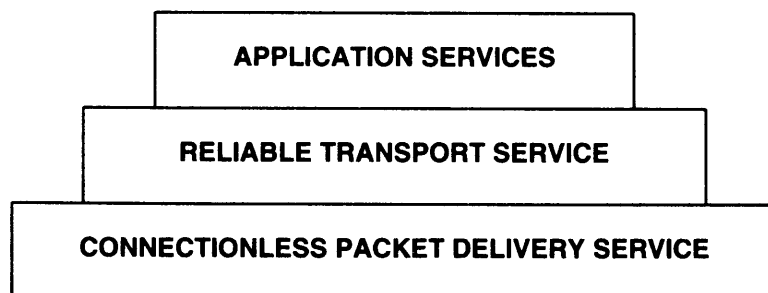 APPLICATION SERVICES
RELIABLE TRANSPORT SERVICE
CONNECTIONLESS PACKET DELIVERY SERVICE